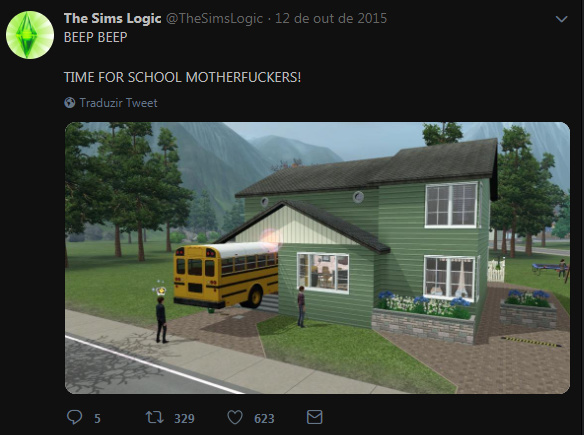 The Sims Logic @TheSimsLogic · 12 de out de 2015
BEEP BEEP
TIME FOR SCHOOL MOTHERFUCKERS!
Traduzir Tweet
5 329 623